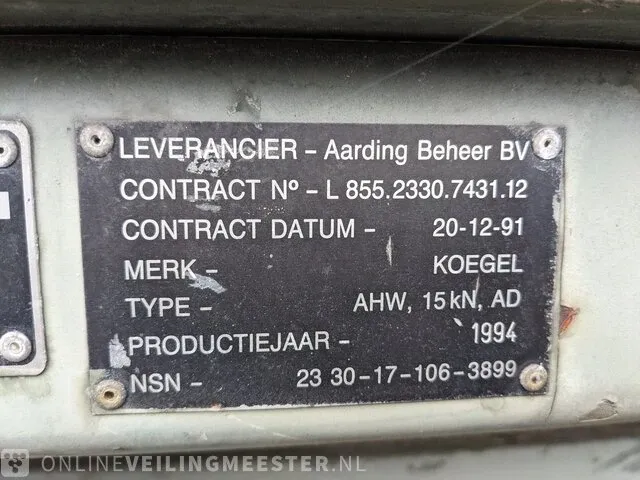 LEVERANCIER - Aarding Beheer BV
CONTRACT Nº - L 855.2330.7431.12
CONTRACT DATUM - 20-12-91
MERK - KOEGEL
TYPE - AHW, 15 kN, AD
PRODUCTIEJAAR - 1994
NSN - 23 30-17-106-3899
ONLINEVEILINGMEESTER.NL